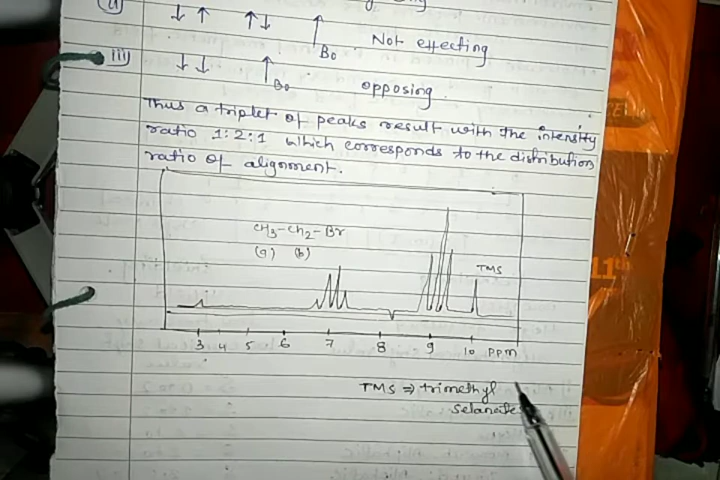 ii)
↓ ↑ ↑↓ ↑ B₀ Not effecting
iii) ↓↓ ↑ B₀ opposing.
Thus a triplet of peaks result with the intensity
ratio 1:2:1 which corresponds to the distribution
ratio of alignment.
CH₃-CH₂-Br
(a) (b)
TMS
3 4 5 6 7 8 9 10 PPM
TMS ⇒ trimethyl
11th